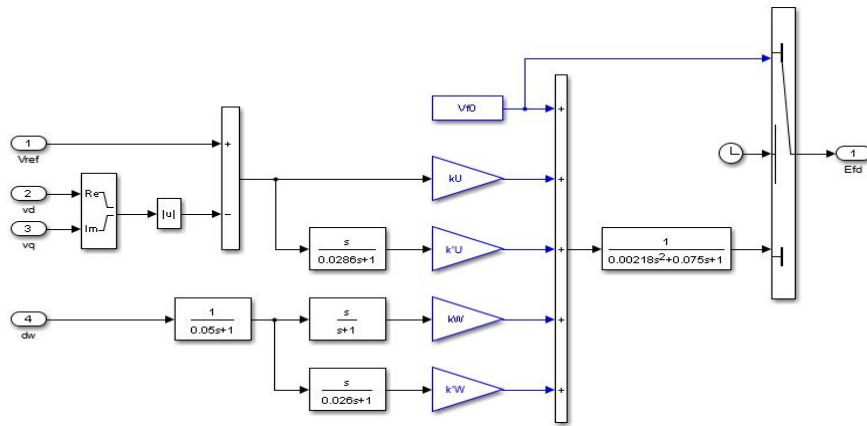 Vf0
1
Vref
+
+
1
Efd
2
vd
Re
Im
|u|
−
kU
+
3
vq
s
0.0286s+1
k'U
+
1
0.00218s²+0.075s+1
4
dw
1
0.05s+1
s
s+1
kW
+
s
0.026s+1
k'W
+